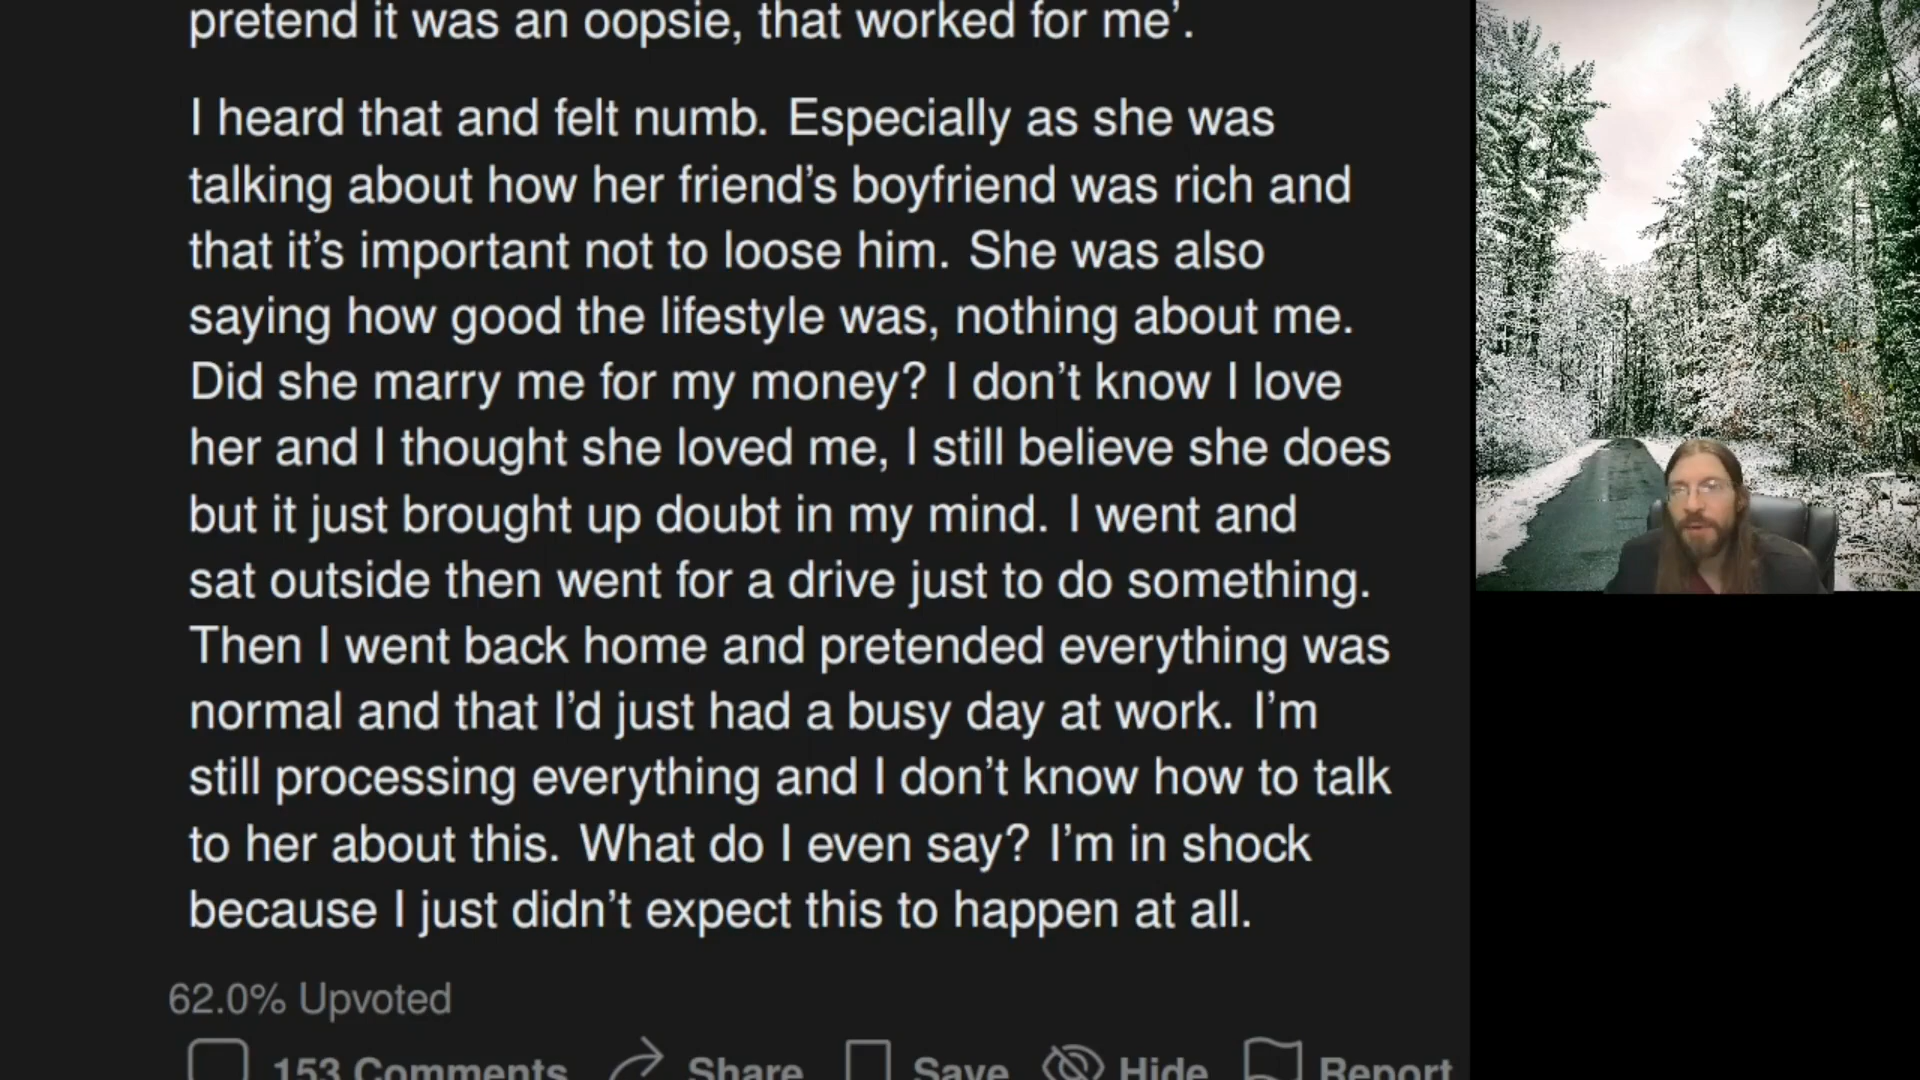 pretend it was an oopsie, that worked for me’.
I heard that and felt numb. Especially as she was
talking about how her friend’s boyfriend was rich and
that it’s important not to loose him. She was also
saying how good the lifestyle was, nothing about me.
Did she marry me for my money? I don’t know I love
her and I thought she loved me, I still believe she does
but it just brought up doubt in my mind. I went and
sat outside then went for a drive just to do something.
Then I went back home and pretended everything was
normal and that I’d just had a busy day at work. I’m
still processing everything and I don’t know how to talk
to her about this. What do I even say? I’m in shock
because I just didn’t expect this to happen at all.
62.0% Upvoted
153 Comments Share Save Hide Report